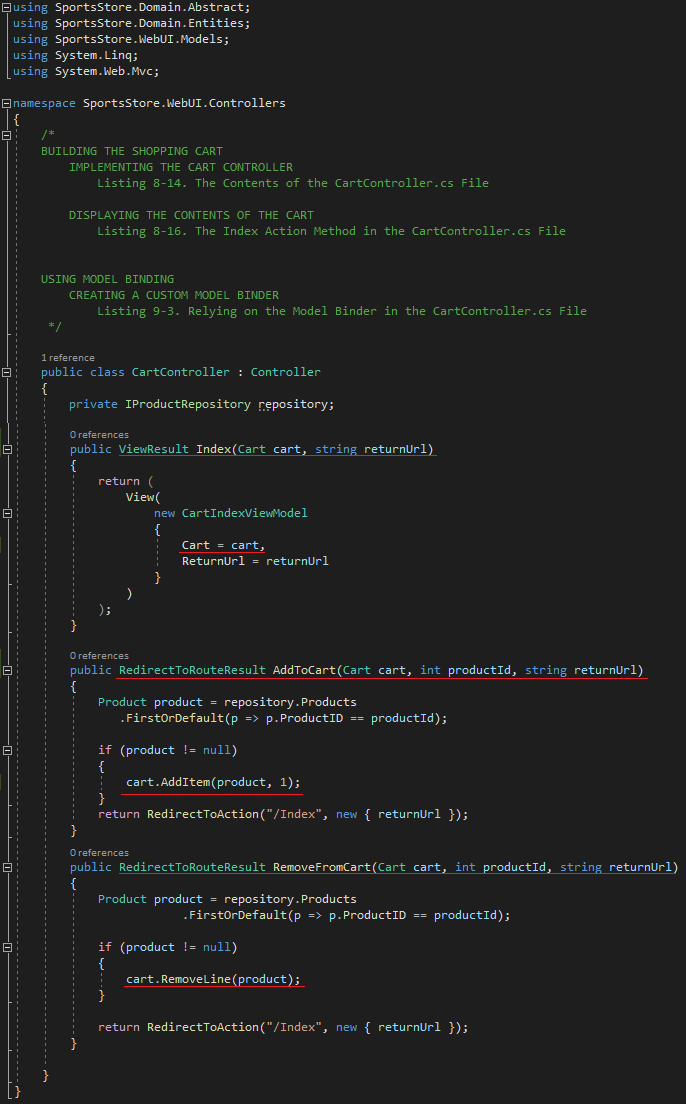 using SportsStore.Domain.Abstract;
using SportsStore.Domain.Entities;
using SportsStore.WebUI.Models;
using System.Linq;
using System.Web.Mvc;
namespace SportsStore.WebUI.Controllers
{
/*
BUILDING THE SHOPPING CART
IMPLEMENTING THE CART CONTROLLER
Listing 8-14. The Contents of the CartController.cs File
DISPLAYING THE CONTENTS OF THE CART
Listing 8-16. The Index Action Method in the CartController.cs File
USING MODEL BINDING
CREATING A CUSTOM MODEL BINDER
Listing 9-3. Relying on the Model Binder in the CartController.cs File
*/
1 reference
public class CartController : Controller
{
private IProductRepository repository;
0 references
public ViewResult Index(Cart cart, string returnUrl)
{
return (
View(
new CartIndexViewModel
{
Cart = cart,
ReturnUrl = returnUrl
}
)
);
}
0 references
public RedirectToRouteResult AddToCart(Cart cart, int productId, string returnUrl)
{
Product product = repository.Products
.FirstOrDefault(p => p.ProductID == productId);
if (product != null)
{
cart.AddItem(product, 1);
}
return RedirectToAction("/Index", new { returnUrl });
}
0 references
public RedirectToRouteResult RemoveFromCart(Cart cart, int productId, string returnUrl)
{
Product product = repository.Products
.FirstOrDefault(p => p.ProductID == productId);
if (product != null)
{
cart.RemoveLine(product);
}
return RedirectToAction("/Index", new { returnUrl });
}
}
}